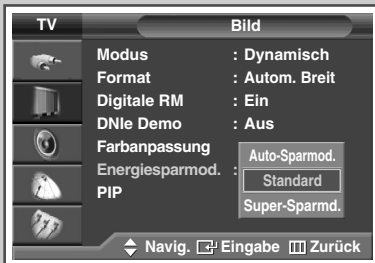 TV Bild
Modus : Dynamisch
Format : Autom. Breit
Digitale RM : Ein
DNIe Demo : Aus
Farbanpassung
Energiesparmod. :
PIP
Auto-Sparmod.
Standard
Super-Sparmd.
Navig. Eingabe Zurück